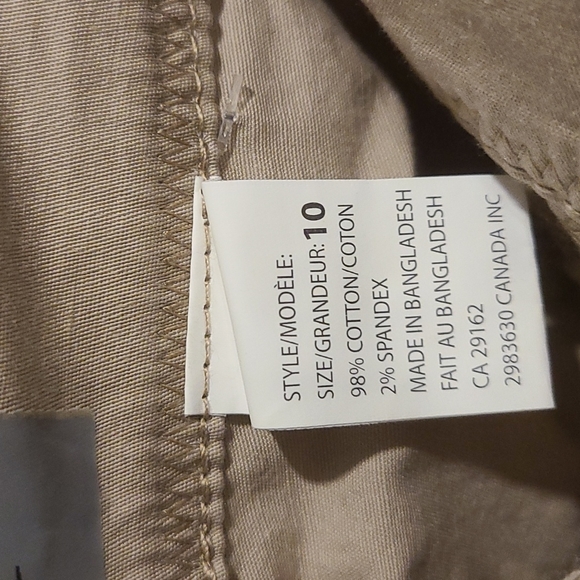 STYLE/MODÈLE:
SIZE/GRANDEUR: 10
98% COTTON/COTON
2% SPANDEX
MADE IN BANGLADESH
FAIT AU BANGLADESH
CA 29162
2983630 CANADA INC